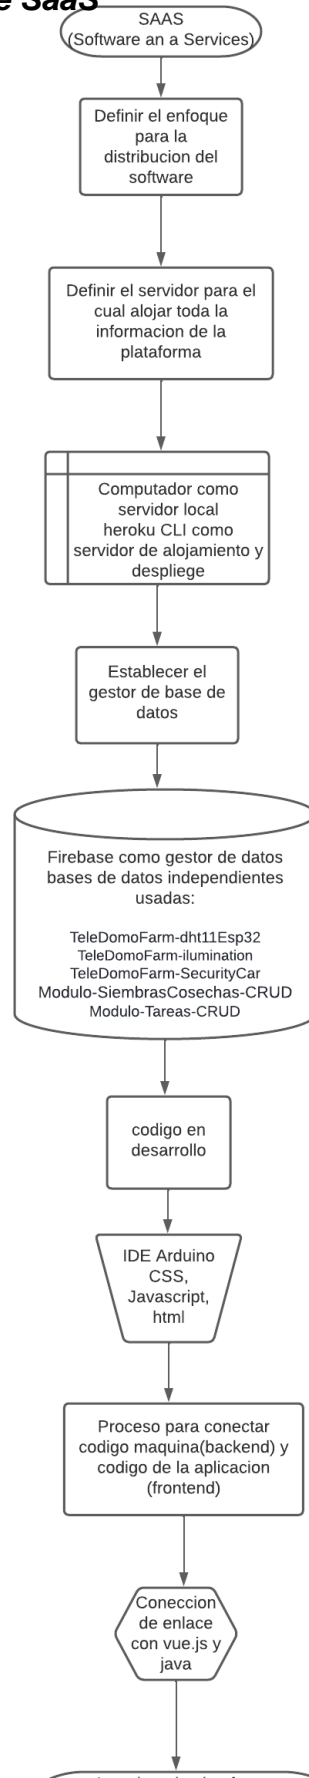 e SaaS
SAAS
(Software an a Services)
Definir el enfoque
para la
distribucion del
software
Definir el servidor para el
cual alojar toda la
informacion de la
plataforma
Computador como
servidor local
heroku CLI como
servidor de alojamiento y
despliege
Establecer el
gestor de base de
datos
Firebase como gestor de datos
bases de datos independientes
usadas:
TeleDomoFarm-dht11Esp32
TeleDomoFarm-ilumination
TeleDomoFarm-SecurityCar
Modulo-SiembrasCosechas-CRUD
Modulo-Tareas-CRUD
codigo en
desarrollo
IDE Arduino
CSS,
Javascript,
html
Proceso para conectar
codigo maquina(backend) y
codigo de la aplicacion
(frontend)
Coneccion
de enlace
con vue.js y
java